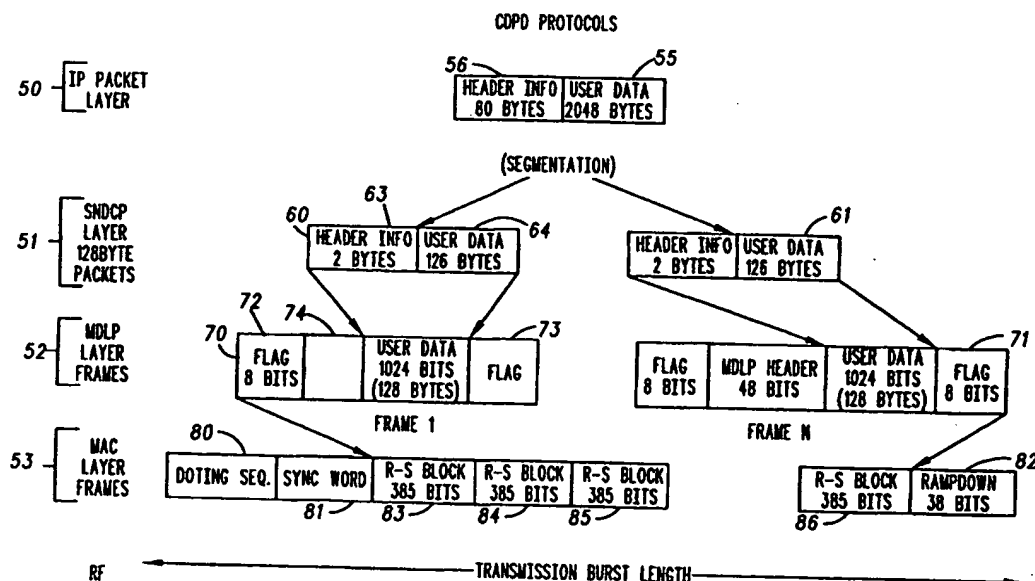 CDPD PROTOCOLS
56
55
50
IP PACKET
LAYER
HEADER INFO
80 BYTES
USER DATA
2048 BYTES
(SEGMENTATION)
63
60
64
61
51
SNDCP
LAYER
128BYTE
PACKETS
HEADER INFO
2 BYTES
USER DATA
126 BYTES
HEADER INFO
2 BYTES
USER DATA
126 BYTES
72
74
70
73
71
52
MDLP
LAYER
FRAMES
FLAG
8 BITS
USER DATA
1024 BITS
(128 BYTES)
FLAG
FLAG
8 BITS
MDLP HEADER
48 BITS
USER DATA
1024 BITS
(128 BYTES)
FLAG
8 BITS
FRAME 1
FRAME N
80
82
53
MAC
LAYER
FRAMES
DOTING SEQ.
SYNC WORD
R-S BLOCK
385 BITS
R-S BLOCK
385 BITS
R-S BLOCK
385 BITS
R-S BLOCK
385 BITS
RAMPDOWN
38 BITS
81
83
84
85
86
RF
TRANSMISSION BURST LENGTH